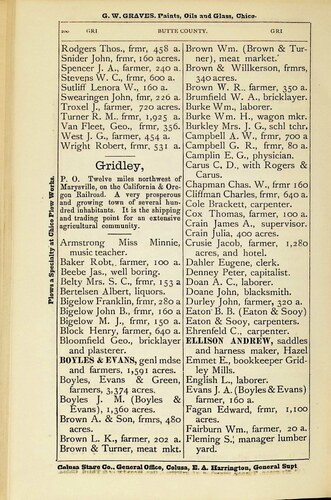 G. W. GRAVES. Paints, Oils and Glass, Chico.
200 GRI BUTTE COUNTY. GRI
Rodgers Thos., frmr, 458 a.
Snider John, frmr, 160 acres.
Spencer J. A., farmer, 240 a.
Stevens W. C., frmr, 600 a.
Sutliff Lenora W., 160 a.
Swearingen John, frmr, 226 a.
Troxel J., farmer, 720 acres.
Turner R. M. frmr, 1,925 a.
Van Fleet, Geo., frmr, 356.
West J. G., farmer, 454 a.
Wright Robert, frmr, 531 a.
Gridley,
P. O. Twelve miles northwest of
Marysville, on the California & Ore-
gon Railroad. A very prosperous
and growing town of several hun-
dred inhabitants. It is the shipping
and trading point for an extensive
agricultural community.
Armstrong Miss Minnie,
music teacher.
Baker Robt, farmer, 100 a.
Beebe Jas., well boring.
Belty Mrs. S. C., frmr, 153 a
Bertelsen Albert, liquors.
Bigelow Franklin, frmr, 280 a
Bigelow John B., frmr, 160 a
Bigelow M. J., frmr, 150 a.
Block Henry, farmer, 640 a.
Bloomfield Geo., bricklayer
and plasterer.
BOYLES & EVANS, genl mdse
and farmers, 1,591 acres.
Boyles, Evans & Green,
farmers, 3,374 acres.
Boyles J. M. (Boyles &
Evans), 1,360 acres.
Brown A. & Son, frmrs, 480
acres.
Brown L. K., farmer, 202 a.
Brown & Turner, meat mkt.
Brown Wm. (Brown & Tur-
ner), meat market.
Brown & Willkerson, frmrs,
340 acres.
Brown W. R.. farmer, 350 a.
Brumfield W. A., bricklayer.
Burke Wm., laborer.
Burke Wm. H., wagon mkr.
Burkley Mrs. J. G., schl tchr.
Campbell A. W., frmr, 700 a
Campbell G. R., frmr, 80 a.
Camplin E. G., physician.
Carus C. D., with Rogers &
Carus.
Chapman Chas. W., frmr 160
Cliffman Charles, frmr, 640 a.
Cole Brackett, carpenter.
Cox Thomas, farmer, 100 a.
Crain James A., supervisor.
Crain Julia, 400 acres.
Crusie Jacob, farmer, 1,280
acres, and hotel.
Dahler Eugene, clerk.
Denney Peter, capitalist.
Doan A. C., laborer.
Doane John, blacksmith.
Durley John, farmer, 320 a.
Eaton B. B. (Eaton & Sooy)
Eaton & Sooy, carpenters.
Ehrenfeld C., carpenter.
ELLISON ANDREW, saddles
and harness maker, Hazel
Emmons E., bookkeeper Grid-
ley Mills.
English L., laborer.
Evans J. A. (Boyles & Evans)
farmer, 160 a.
Fagan Edward, frmr, 1,100
acres.
Fairburn Wm., farmer, 20 a.
Fleming S., manager lumber
yard.
Plows a Specialty at Chico Plow Works.
Colusa Stage Co., General Office, Colusa, E. A. Harrington, General Supt